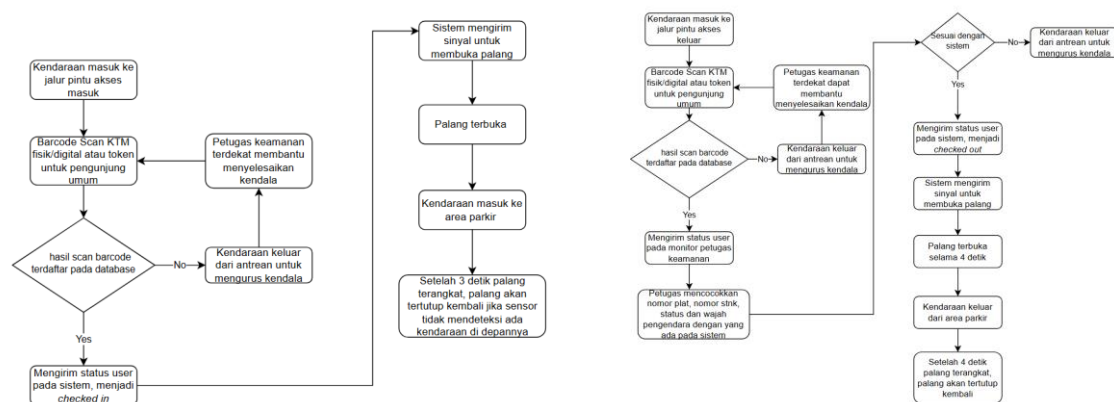 Kendaraan masuk ke
jalur pintu akses
masuk
Barcode Scan KTM
fisik/digital atau token
untuk pengunjung
umum
hasil scan barcode
terdaftar pada database
No
Kendaraan keluar
dari antrean untuk
mengurus kendala
Petugas keamanan
terdekat membantu
menyelesaikan
kendala
Yes
Mengirim status user
pada sistem, menjadi
checked in
Sistem mengirim
sinyal untuk
membuka palang
Palang terbuka
Kendaraan masuk ke
area parkir
Setelah 3 detik palang
terangkat, palang akan
tertutup kembali jika sensor
tidak mendeteksi ada
kendaraan di depannya
Kendaraan masuk ke
jalur pintu akses
keluar
Barcode Scan KTM
fisik/digital atau token
untuk pengunjung
umum
hasil scan barcode
terdaftar pada database
No
Kendaraan keluar
dari antrean untuk
mengurus kendala
Petugas keamanan
terdekat dapat
membantu
menyelesaikan kendala
Yes
Mengirim status user
pada monitor petugas
keamanan
Petugas mencocokkan
nomor plat, nomor stnk,
status dan wajah
pengendara dengan yang
ada pada sistem
Sesuai dengan
sistem
No
Kendaraan keluar
dari antrean untuk
mengurus kendala
Yes
Mengirim status user
pada sistem, menjadi
checked out
Sistem mengirim
sinyal untuk
membuka palang
Palang terbuka
selama 4 detik
Kendaraan keluar
dari area parkir
Setelah 4 detik
palang terangkat,
palang akan tertutup
kembali